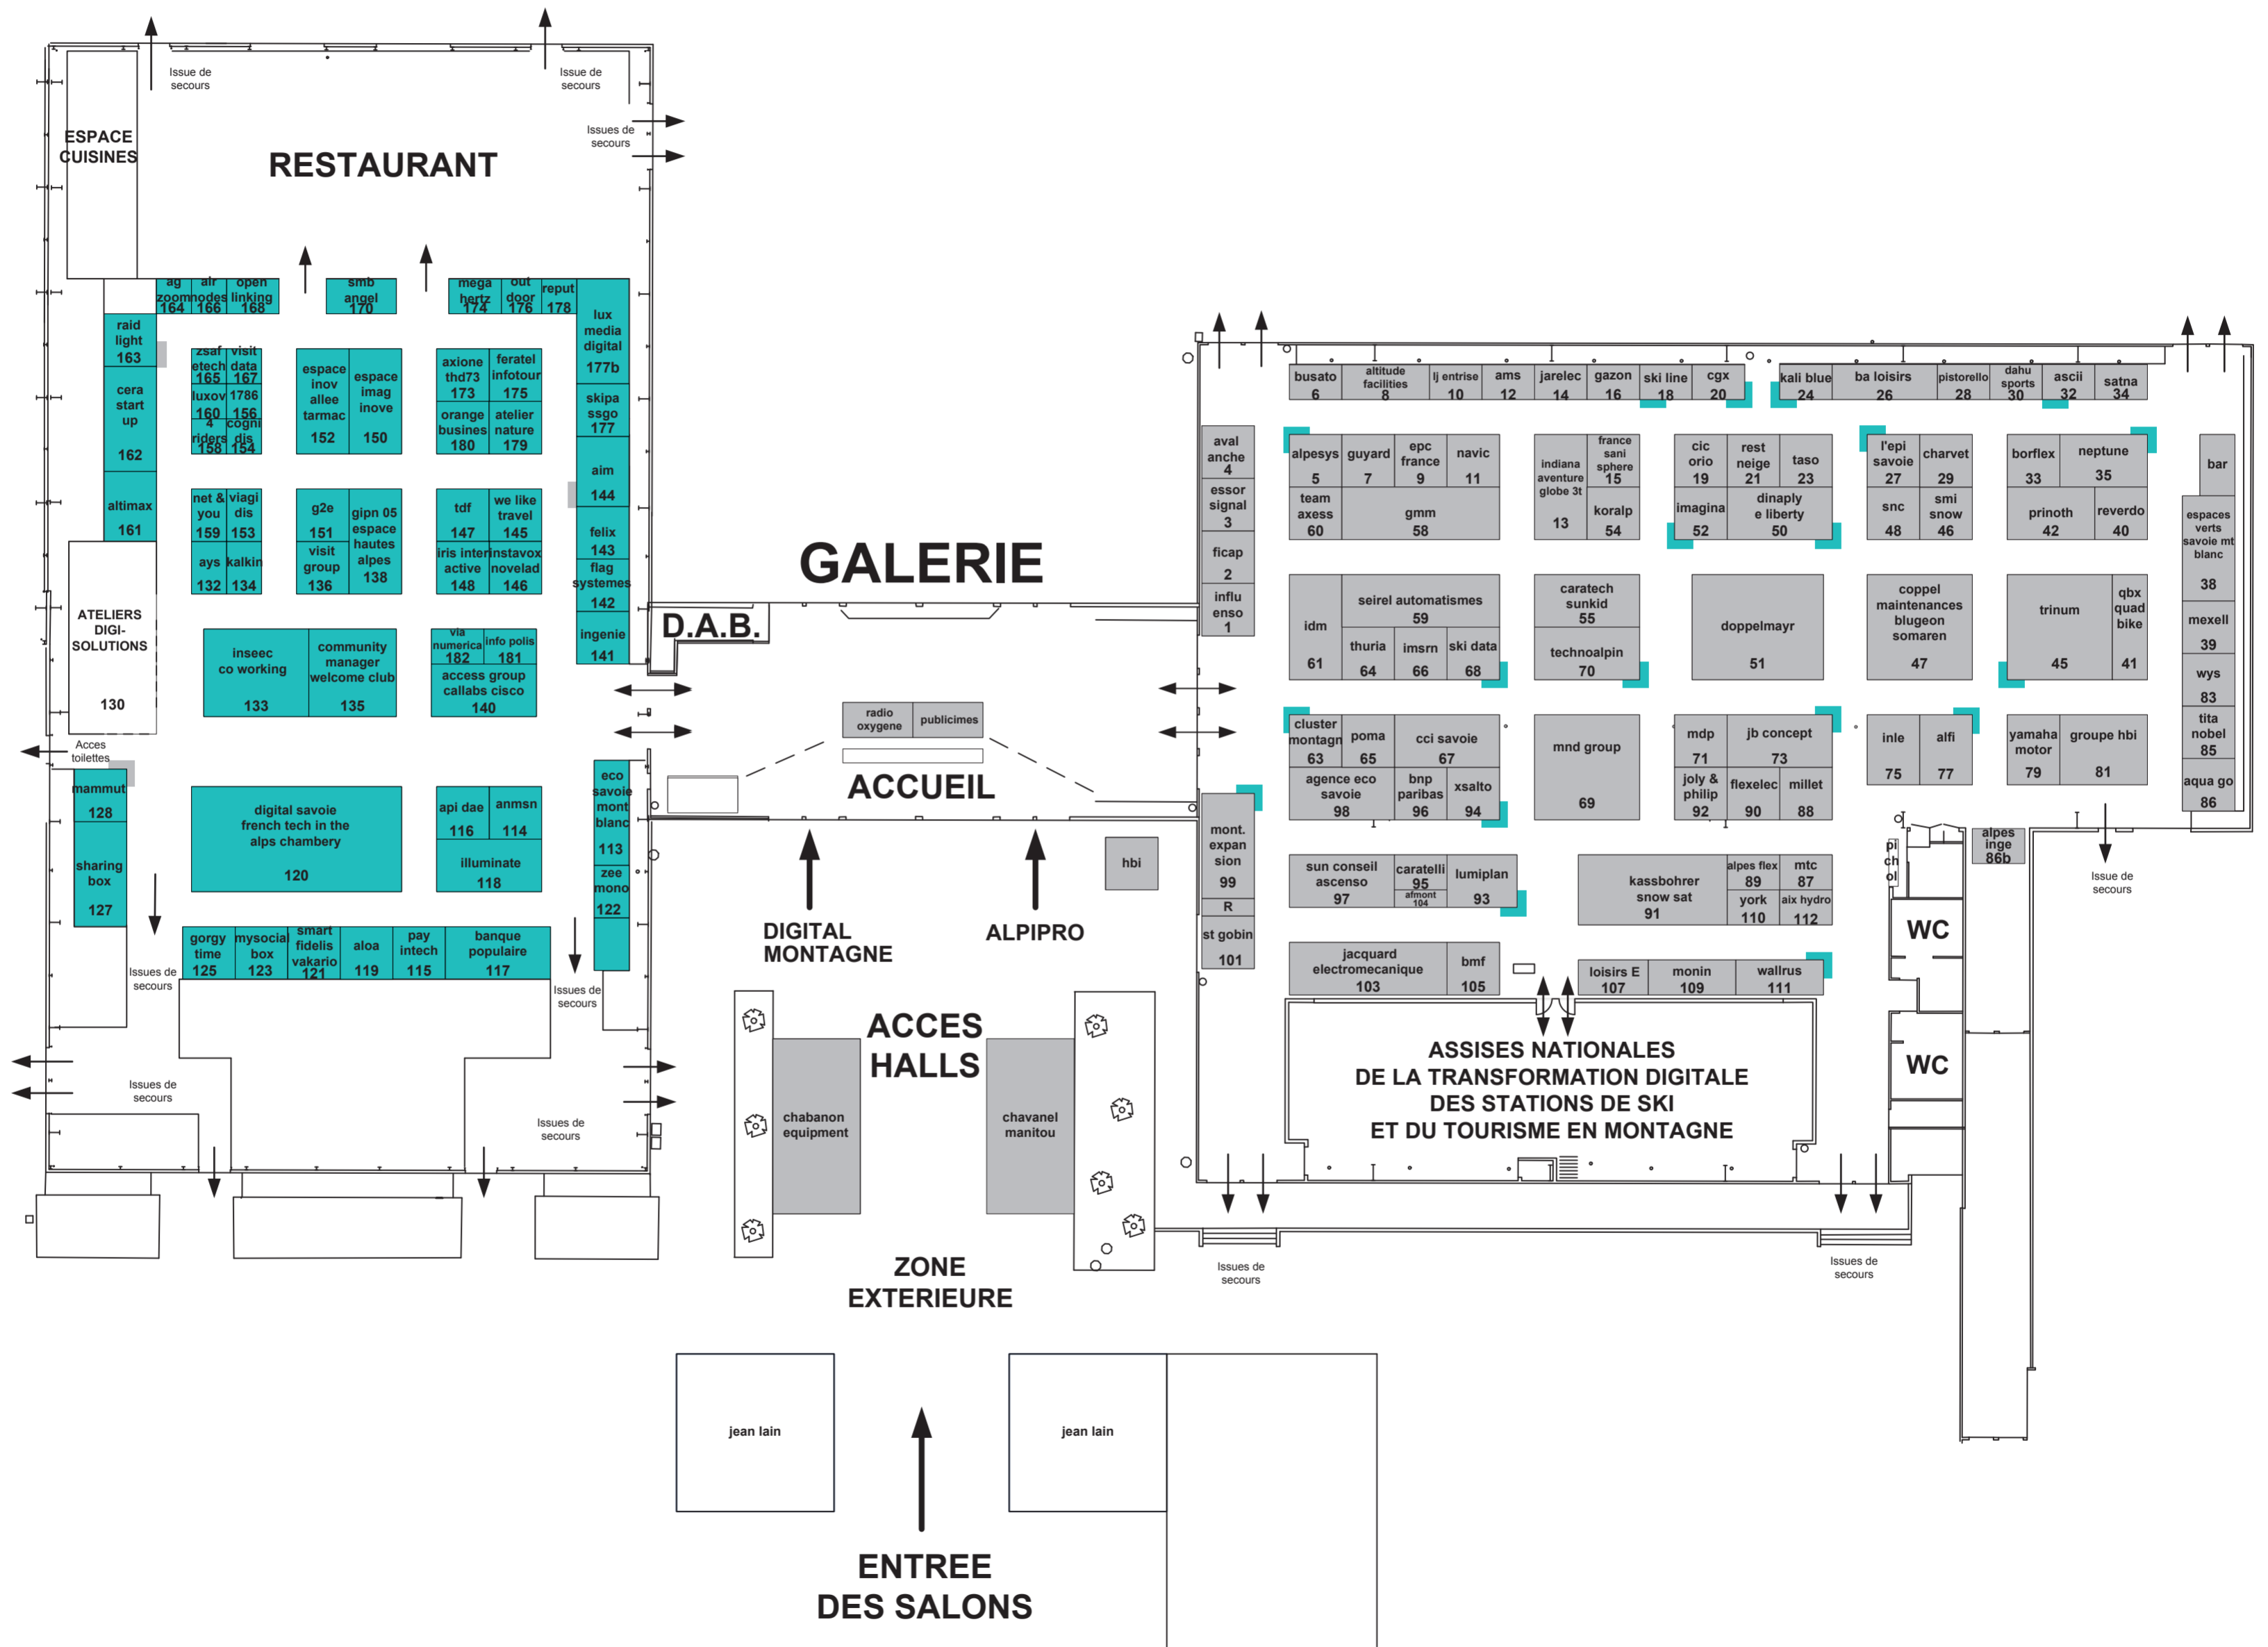 Issue de
secours
Issue de
secours
Issues de
secours
ESPACE
CUISINES
RESTAURANT
ag
zoom
164
air
nodes
166
open
linking
168
smb
angel
170
mega
hertz
174
out
door
176
reput
178
lux
media
digital
177b
raid
light
163
zsaf
etech
165
visit
data
167
luxov
160
1786
156
4
riders
158
cogni
dis
154
espace
inov
allee
tarmac
152
espace
imag
inove
150
axione
thd73
173
feratel
infotour
175
orange
busines
180
atelier
nature
179
skipa
ssgo
177
cera
start
up
162
aim
144
altimax
161
net &
you
159
viagi
dis
153
g2e
151
gipn 05
espace
hautes
alpes
138
tdf
147
we like
travel
145
felix
143
ays
132
kalkin
134
visit
group
136
iris inter
active
148
instavox
novelad
146
flag
systemes
142
ATELIERS
DIGI-
SOLUTIONS
130
inseec
co working
133
community
manager
welcome club
135
via
numerica
182
info polis
181
access group
callabs cisco
140
ingenie
141
Acces
toilettes
mammut
128
sharing
box
127
digital savoie
french tech in the
alps chambery
120
api dae
116
anmsn
114
illuminate
118
eco
savoie
mont
blanc
113
zee
mono
122
gorgy
time
125
mysocial
box
123
smart
fidelis
vakario
121
aloa
119
pay
intech
115
banque
populaire
117
Issues de
secours
Issues de
secours
Issues de
secours
Issues de
secours
GALERIE
D.A.B.
radio
oxygene
publicimes
ACCUEIL
hbi
DIGITAL
MONTAGNE
ALPIPRO
ACCES
HALLS
chabanon
equipment
chavanel
manitou
ZONE
EXTERIEURE
jean lain
jean lain
ENTREE
DES SALONS
busato
6
altitude
facilities
8
lj entrise
10
ams
12
jarelec
14
gazon
16
ski line
18
cgx
20
kali blue
24
ba loisirs
26
pistorello
28
dahu
sports
30
ascii
32
satna
34
aval
anche
4
essor
signal
3
ficap
2
influ
enso
1
alpesys
5
guyard
7
epc
france
9
navic
11
team
axess
60
gmm
58
indiana
aventure
globe 3t
13
france
sani
sphere
15
koralp
54
cic
orio
19
rest
neige
21
taso
23
imagina
52
dinaply
e liberty
50
l'epi
savoie
27
charvet
29
snc
48
smi
snow
46
borflex
33
neptune
35
prinoth
42
reverdo
40
bar
espaces
verts
savoie mt
blanc
38
idm
61
seirel automatismes
59
thuria
64
imsrn
66
ski data
68
caratech
sunkid
55
technoalpin
70
doppelmayr
51
coppel
maintenances
blugeon
somaren
47
trinum
45
qbx
quad
bike
41
mexell
39
wys
83
cluster
montagn
63
poma
65
cci savoie
67
agence eco
savoie
98
bnp
paribas
96
xsalto
94
mnd group
69
mdp
71
jb concept
73
joly &
philip
92
flexelec
90
millet
88
inle
75
alfi
77
yamaha
motor
79
groupe hbi
81
tita
nobel
85
aqua go
86
mont.
expan
sion
99
R
st gobin
101
sun conseil
ascenso
97
caratelli
95
afmont
104
lumiplan
93
kassbohrer
snow sat
91
alpes flex
89
mtc
87
york
110
aix hydro
112
pi
ch
ol
alpes
inge
86b
Issue de
secours
jacquard
electromecanique
103
bmf
105
loisirs E
107
monin
109
wallrus
111
WC
WC
ASSISES NATIONALES
DE LA TRANSFORMATION DIGITALE
DES STATIONS DE SKI
ET DU TOURISME EN MONTAGNE
Issues de
secours
Issues de
secours